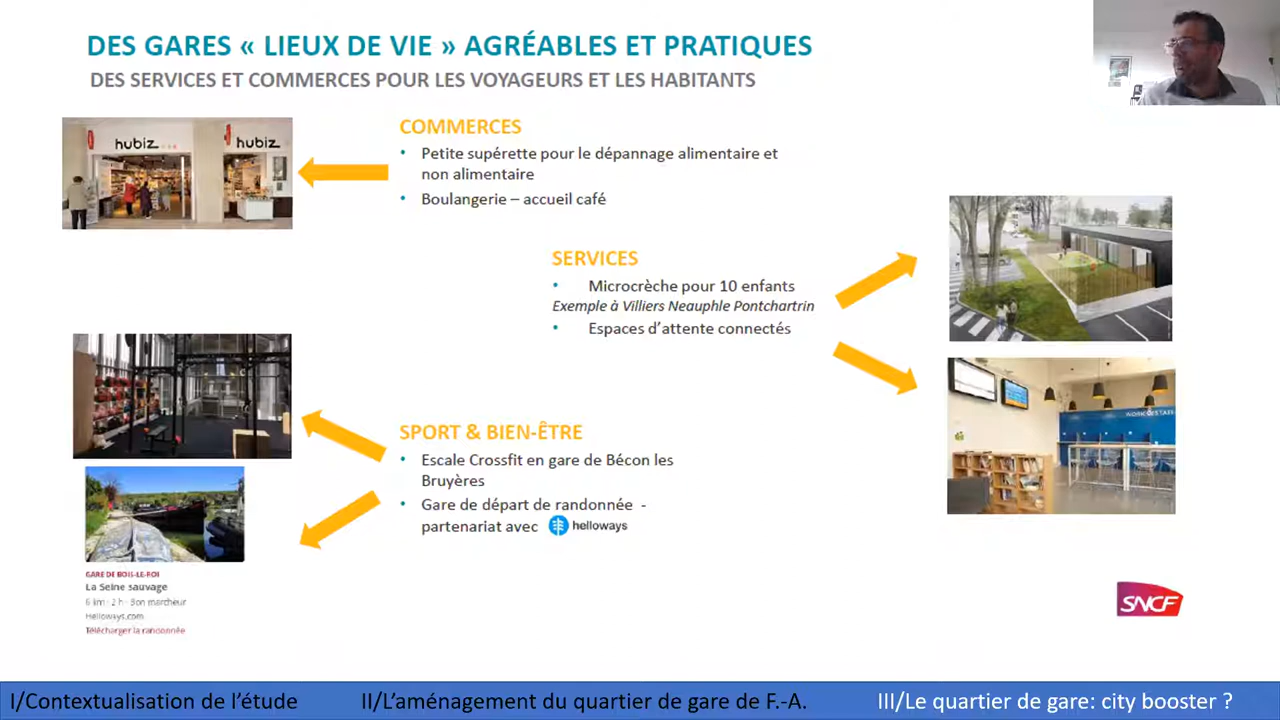 DES GARES « LIEUX DE VIE » AGRÉABLES ET PRATIQUES
DES SERVICES ET COMMERCES POUR LES VOYAGEURS ET LES HABITANTS
hubiz
hubiz
COMMERCES
• Petite supérette pour le dépannage alimentaire et
non alimentaire
• Boulangerie – accueil café
SERVICES
• Microcrèche pour 10 enfants
Exemple à Villiers Neauphle Pontchartrin
• Espaces d’attente connectés
SPORT & BIEN-ÊTRE
• Escale Crossfit en gare de Bécon les
Bruyères
• Gare de départ de randonnée -
partenariat avec helloways
GARE DE BOIS-LE-ROI
La Seine sauvage
6 km · 2 h · Bon marcheur
Helloways.com
Télécharger la randonnée
SNCF
I/Contextualisation de l’étude
II/L’aménagement du quartier de gare de F.-A.
III/Le quartier de gare: city booster ?